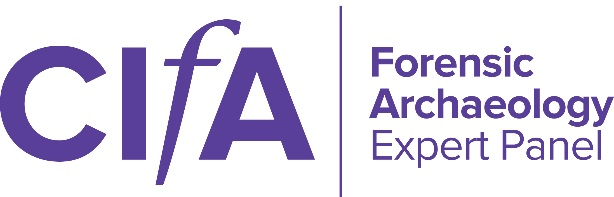 CIfA
Forensic
Archaeology
Expert Panel